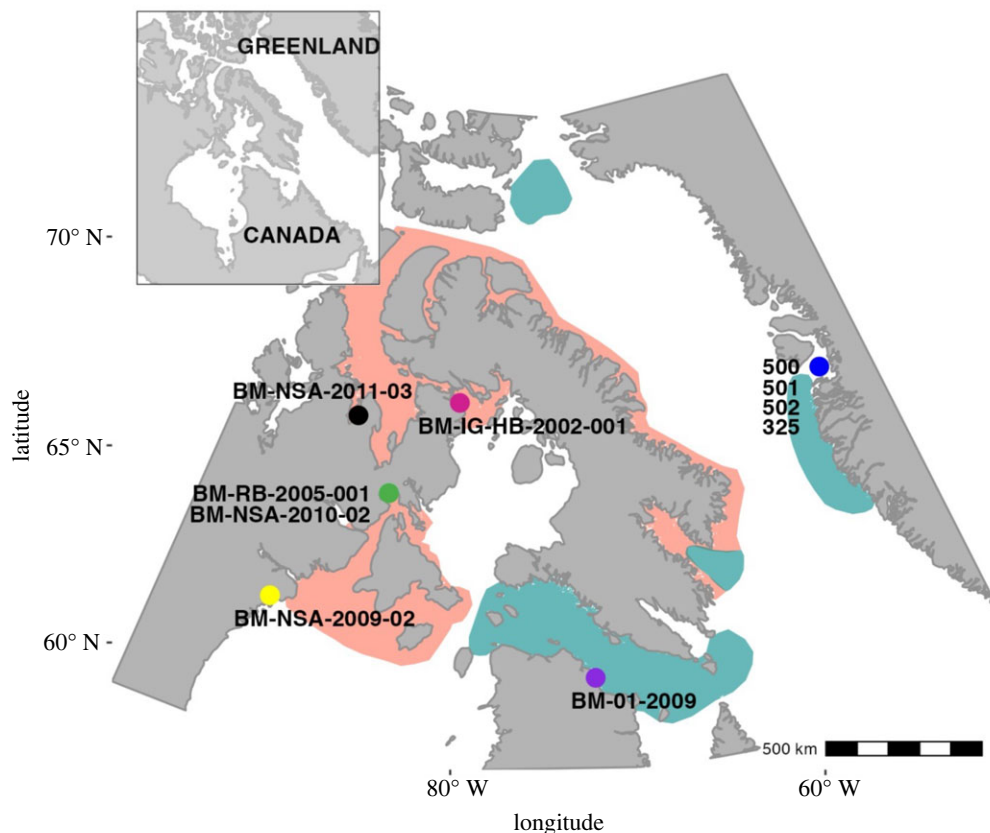 GREENLAND
CANADA
70° N
65° N
60° N
latitude
BM-NSA-2011-03
BM-IG-HB-2002-001
BM-RB-2005-001
BM-NSA-2010-02
BM-NSA-2009-02
BM-01-2009
500
501
502
325
500 km
80° W
60° W
longitude